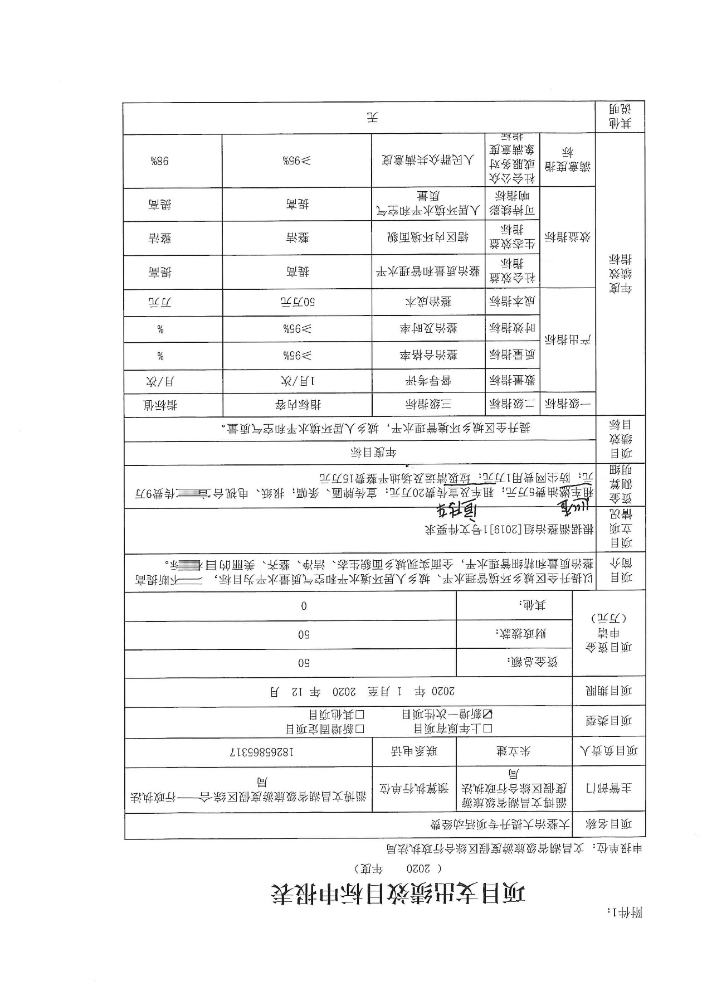 附件1：
项目支出绩效目标申报表
（ 2020 年度）
申报单位：文昌湖省级旅游度假区综合行政执法局
项目名称 大整治大提升专项活动经费
主管部门 淄博文昌湖省级旅游度假区综合行政执法局 预算执行单位 淄博文昌湖省级旅游度假区综合行政执法局
项目负责人 朱立建 联系电话 18265865317
项目类型 □上年原有项目 □新增固定项目
☑新增一次性项目 □其他项目
项目期限 2020 年 1 月至 2020 年 12 月
项目资金申请（万元） 资金总额： 50
财政拨款： 50
其他： 0
项目简介 以提升全区城乡环境管理水平、城乡人居环境水平和空气质量水平为目标，不断提高
整治质量和精细管理水平，全面实现城乡面貌生态、洁净、整齐、美丽的目标。
项目立项情况 根据淄整治组[2019]1号文件要求
资金测算明细 租车燃油费5万元；租车及宣传费20万元；宣传牌匾、条幅；报纸、电视台宣传费9万
元；防尘网费用1万元；垃圾清运及场地平整费15万元
项目绩效目标 年度目标
提升全区城乡环境管理水平，城乡人居环境水平和空气质量。
年度绩效指标 一级指标 二级指标 三级指标 指标内容 指标值
产出指标 数量指标 督导考评 1月/次 月/次
质量指标 整治合格率 ≥95% %
时效指标 整治及时率 ≥95% %
成本指标 整治成本 50万元 万元
效益指标 社会效益指标 整治质量和管理水平 提高 提高
生态效益指标 辖区内环境面貌 整洁 整洁
可持续影响指标 人居环境水平和空气质量 提高 提高
满意度指标 社会公众或服务对象满意度指标 人民群众共满意度 ≥95% 98%
其他说明 无